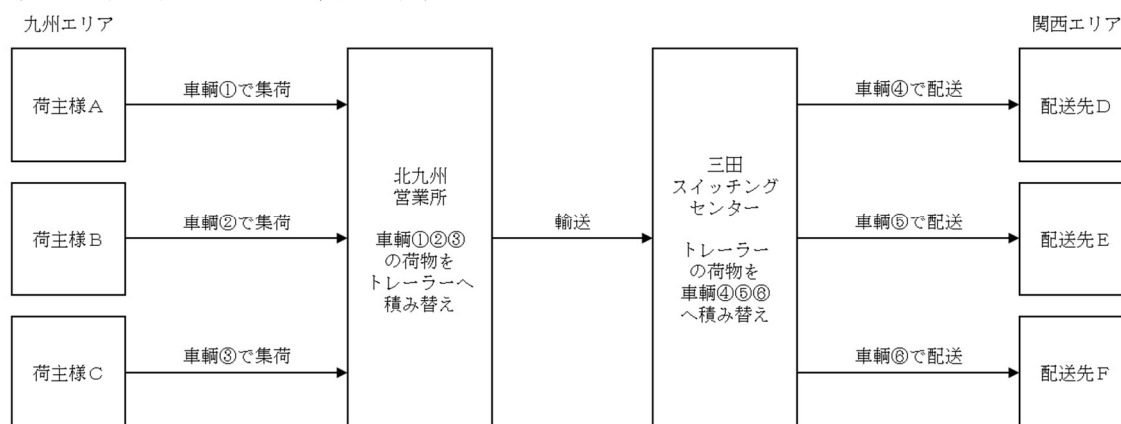 九州エリア
関西エリア
荷主様A
車輌①で集荷
荷主様B
車輌②で集荷
荷主様C
車輌③で集荷
北九州
営業所
車輌①②③
の荷物を
トレーラーへ
積み替え
輸送
三田
スイッチング
センター
トレーラー
の荷物を
車輌④⑤⑥
へ積み替え
車輌④で配送
配送先D
車輌⑤で配送
配送先E
車輌⑥で配送
配送先F